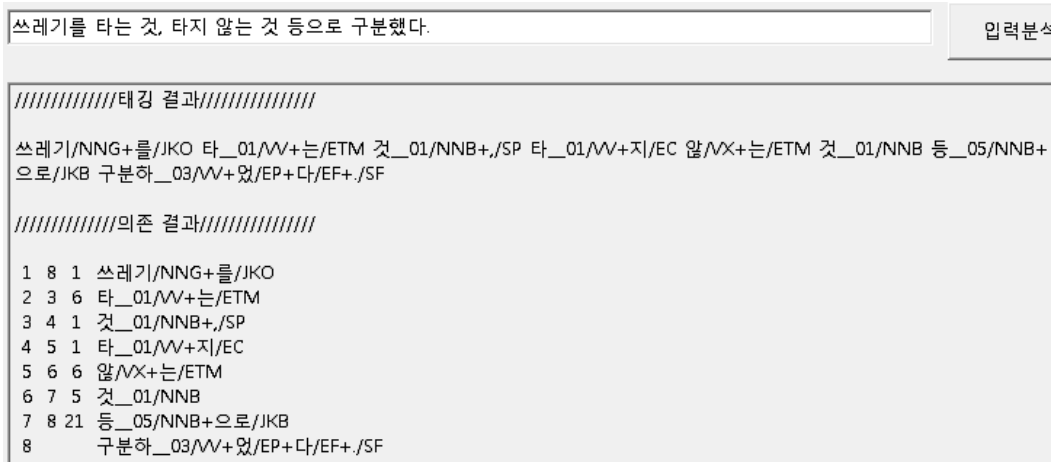 쓰레기를 타는 것, 타지 않는 것 등으로 구분했다.
입력분석
//////////////태깅 결과////////////////
쓰레기/NNG+를/JKO 타__01/VV+는/ETM 것__01/NNB+,/SP 타__01/VV+지/EC 않/VX+는/ETM 것__01/NNB 등__05/NNB+
으로/JKB 구분하__03/VV+었/EP+다/EF+./SF
//////////////의존 결과////////////////
1 8 1 쓰레기/NNG+를/JKO
2 3 6 타__01/VV+는/ETM
3 4 1 것__01/NNB+,/SP
4 5 1 타__01/VV+지/EC
5 6 6 않/VX+는/ETM
6 7 5 것__01/NNB
7 8 21 등__05/NNB+으로/JKB
8 구분하__03/VV+었/EP+다/EF+./SF